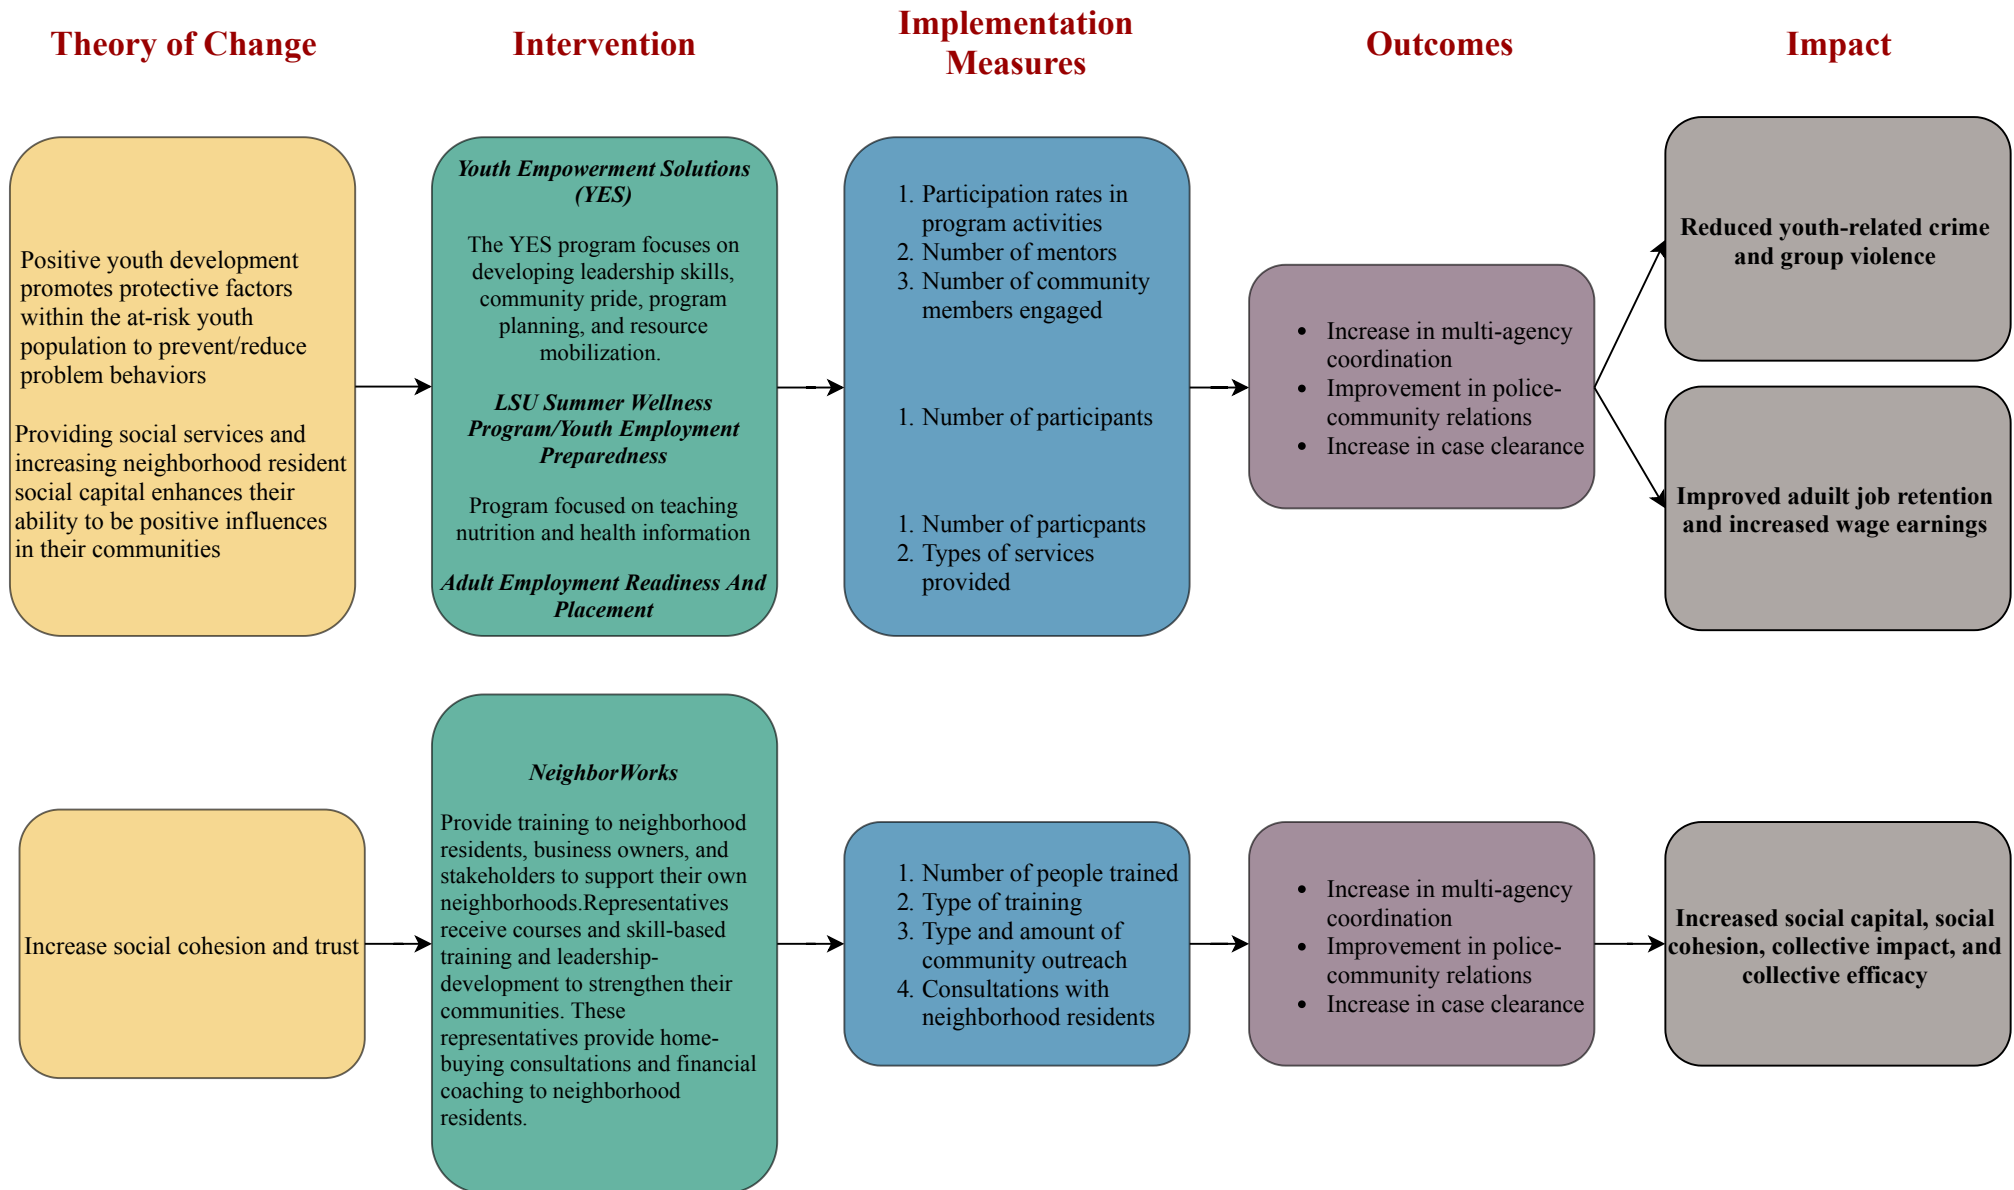 Theory of Change
Intervention
Implementation
Measures
Outcomes
Impact
Positive youth development
promotes protective factors
within the at-risk youth
population to prevent/reduce
problem behaviors
Providing social services and
increasing neighborhood resident
social capital enhances their
ability to be positive influences
in their communities
Youth Empowerment Solutions
(YES)
The YES program focuses on
developing leadership skills,
community pride, program
planning, and resource
mobilization.
LSU Summer Wellness
Program/Youth Employment
Preparedness
Program focused on teaching
nutrition and health information
Adult Employment Readiness And
Placement
1. Participation rates in
program activities
2. Number of mentors
3. Number of community
members engaged
1. Number of participants
1. Number of particpants
2. Types of services
provided
• Increase in multi-agency
coordination
• Improvement in police-
community relations
• Increase in case clearance
Reduced youth-related crime
and group violence
Improved aduilt job retention
and increased wage earnings
Increase social cohesion and trust
NeighborWorks
Provide training to neighborhood
residents, business owners, and
stakeholders to support their own
neighborhoods.Representatives
receive courses and skill-based
training and leadership-
development to strengthen their
communities. These
representatives provide home-
buying consultations and financial
coaching to neighborhood
residents.
1. Number of people trained
2. Type of training
3. Type and amount of
community outreach
4. Consultations with
neighborhood residents
• Increase in multi-agency
coordination
• Improvement in police-
community relations
• Increase in case clearance
Increased social capital, social
cohesion, collective impact, and
collective efficacy